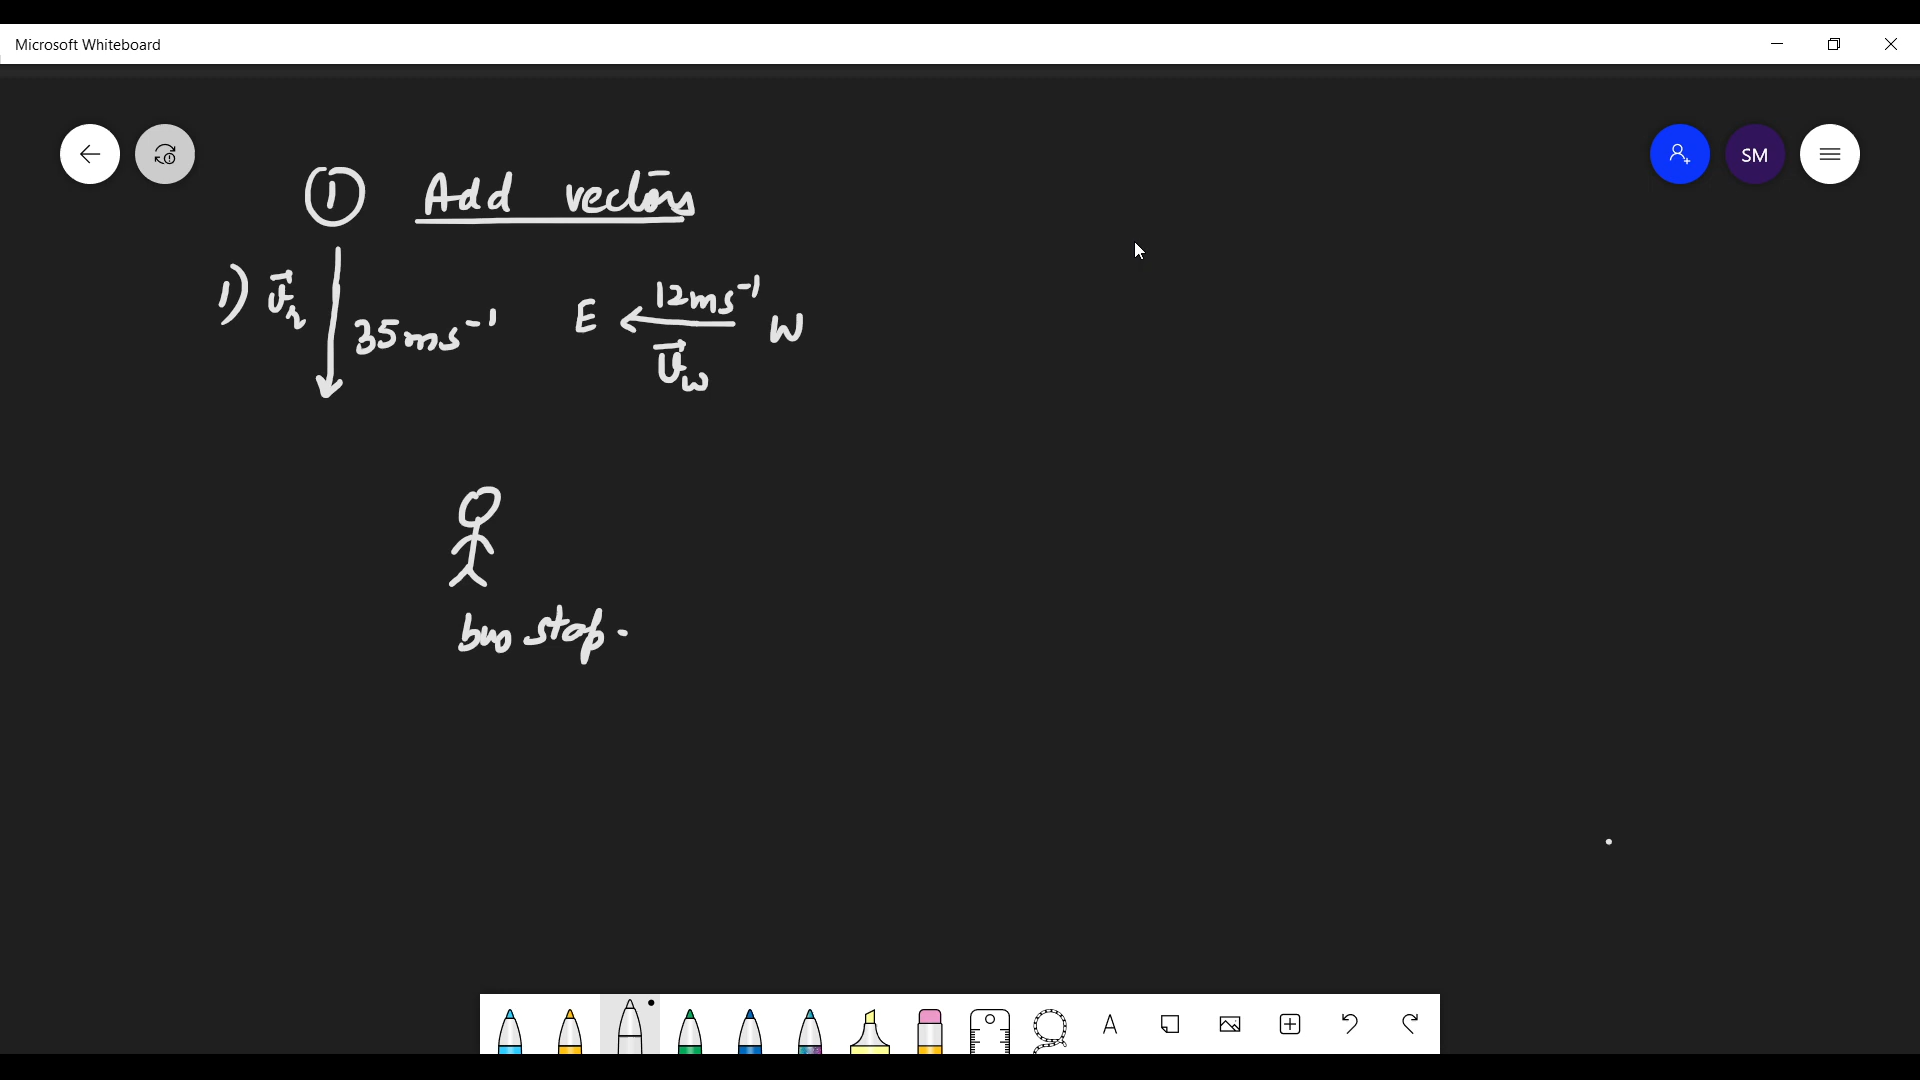 Microsoft Whiteboard
SM
① Add vectors
1) v⃗r 35ms⁻¹ E 12ms⁻¹ W
v⃗w
bus stop.